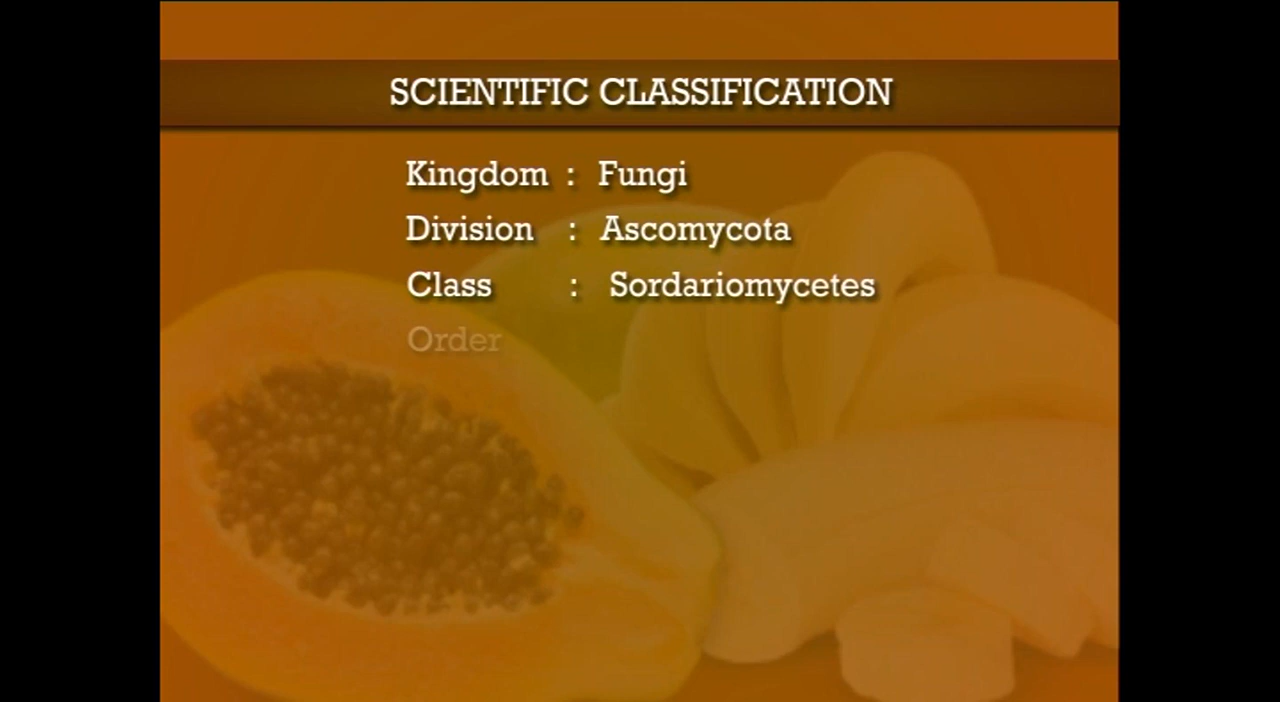 SCIENTIFIC CLASSIFICATION
Kingdom : Fungi
Division : Ascomycota
Class : Sordariomycetes
Order